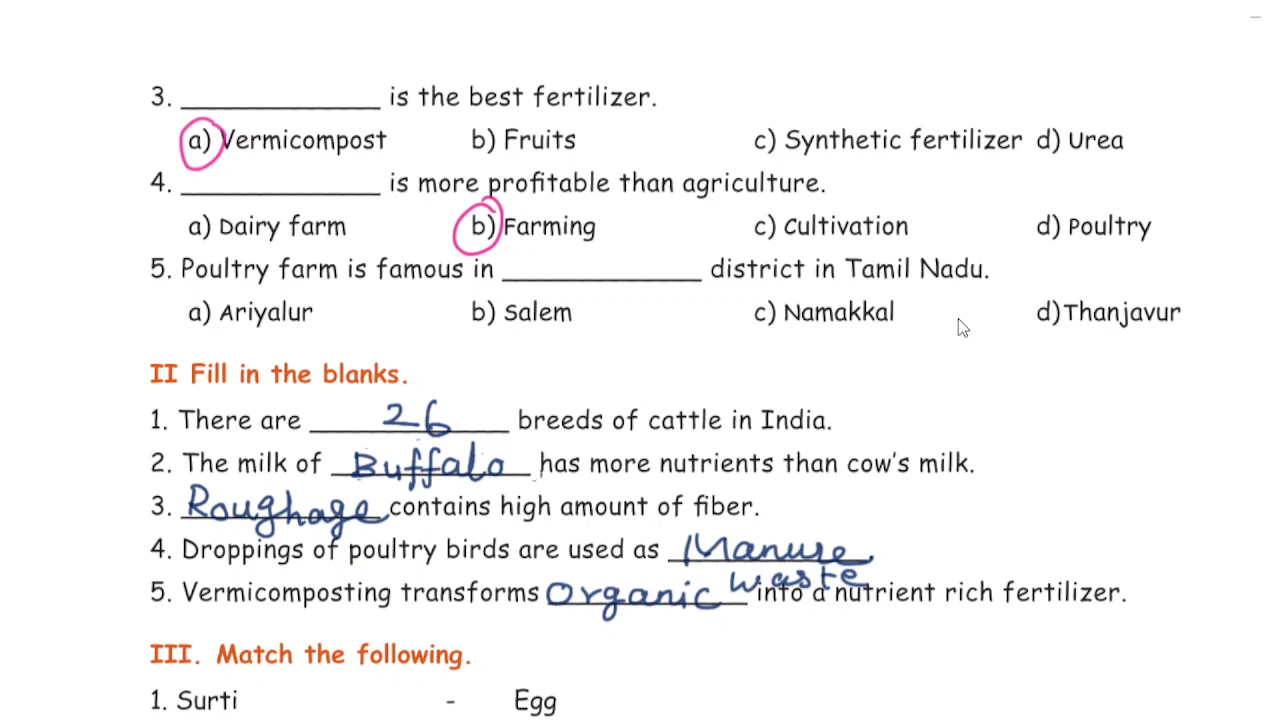 3. ______________ is the best fertilizer.
a) Vermicompost b) Fruits c) Synthetic fertilizer d) Urea
4. ______________ is more profitable than agriculture.
a) Dairy farm b) Farming c) Cultivation d) Poultry
5. Poultry farm is famous in ______________ district in Tamil Nadu.
a) Ariyalur b) Salem c) Namakkal d) Thanjavur
II Fill in the blanks.
1. There are 26 breeds of cattle in India.
2. The milk of Buffalo has more nutrients than cow's milk.
3. Roughage contains high amount of fiber.
4. Droppings of poultry birds are used as Manure.
5. Vermicomposting transforms Organic waste into a nutrient rich fertilizer.
III. Match the following.
1. Surti - Egg